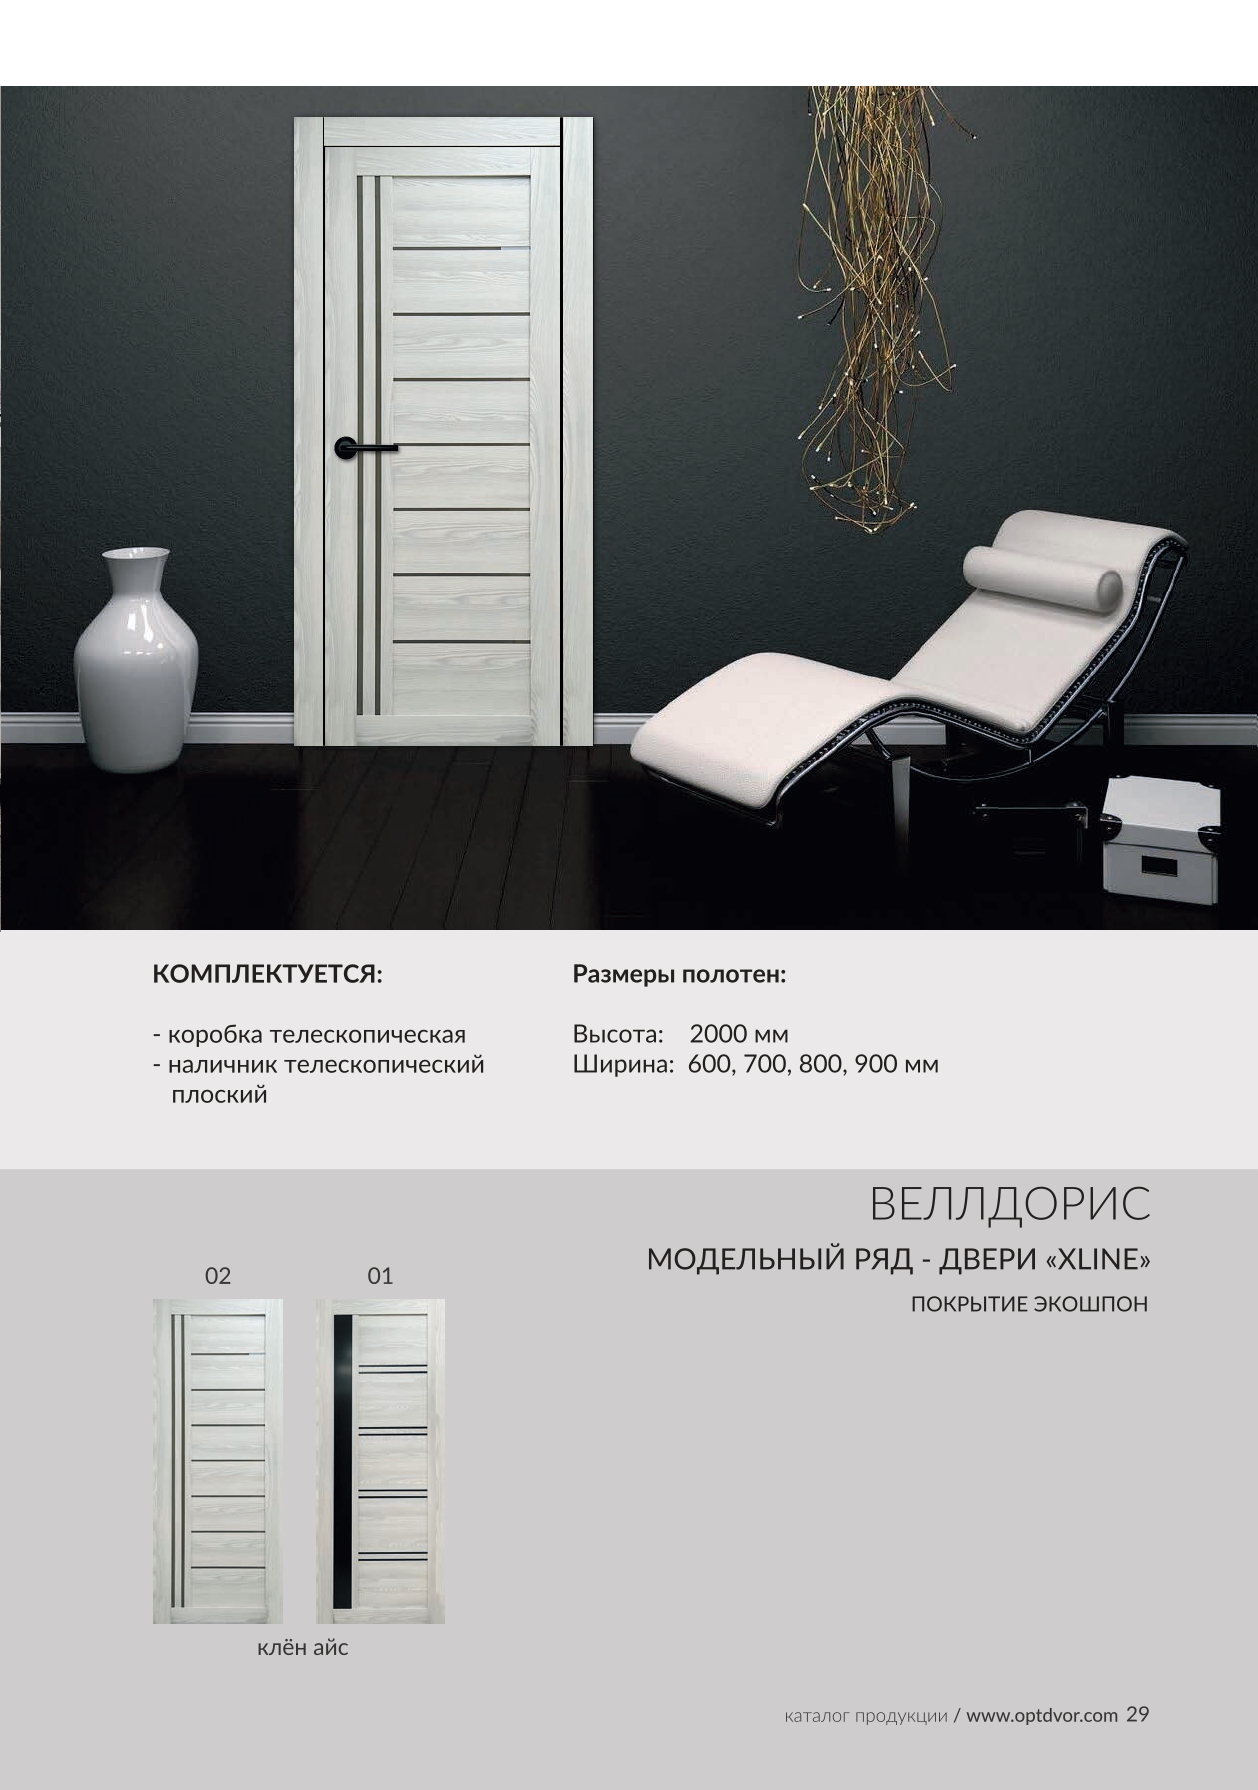 КОМПЛЕКТУЕТСЯ:
- коробка телескопическая
- наличник телескопический
плоский
Размеры полотен:
Высота: 2000 мм
Ширина: 600, 700, 800, 900 мм
ВЕЛЛДОРИС
МОДЕЛЬНЫЙ РЯД - ДВЕРИ «XLINE»
ПОКРЫТИЕ ЭКОШПОН
02 01
клён айс
каталог продукции / www.optdvor.com 29